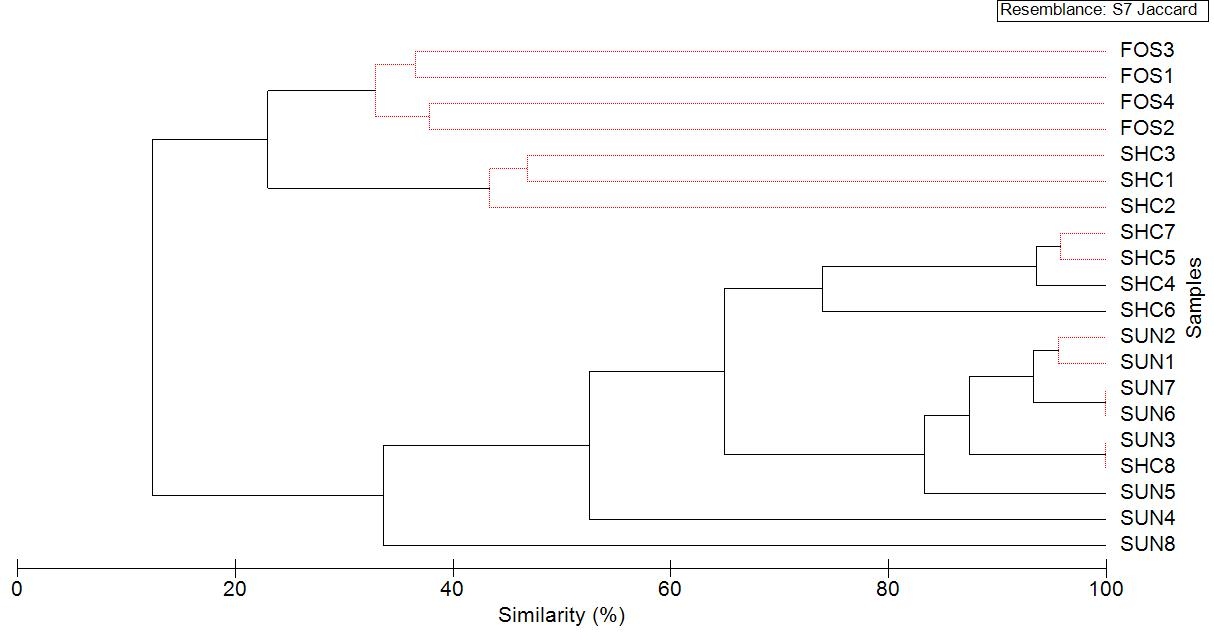 Resemblance: S7 Jaccard
FOS3
FOS1
FOS4
FOS2
SHC3
SHC1
SHC2
SHC7
SHC5
SHC4
SHC6
SUN2
SUN1
SUN7
SUN6
SUN3
SHC8
SUN5
SUN4
SUN8
Samples
0 20 40 60 80 100
Similarity (%)